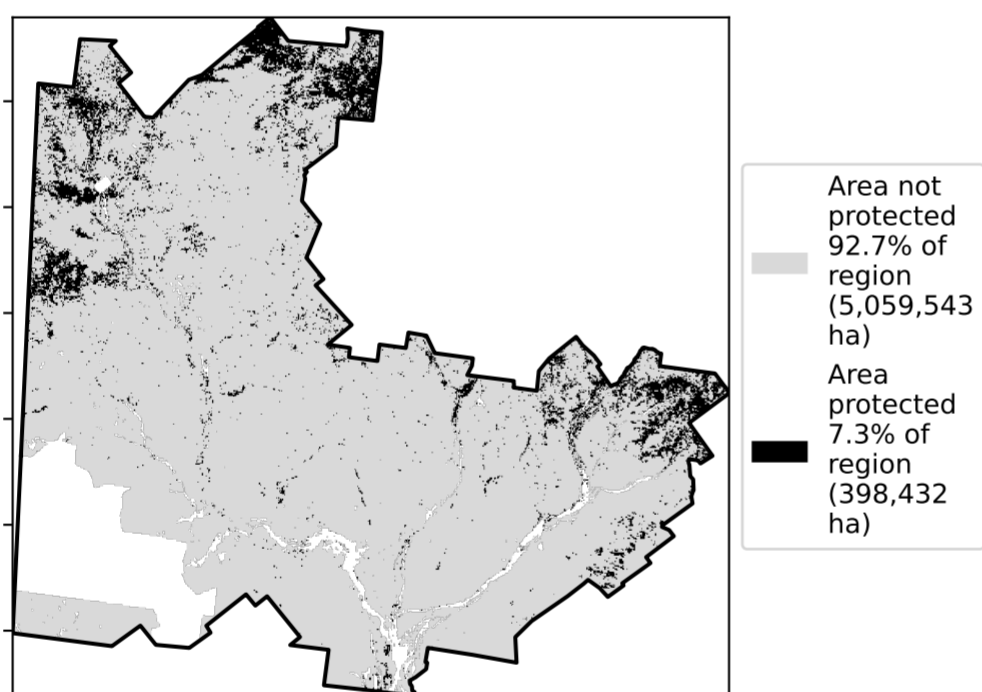 Area not
protected
92.7% of
region
(5,059,543
ha)
Area
protected
7.3% of
region
(398,432
ha)